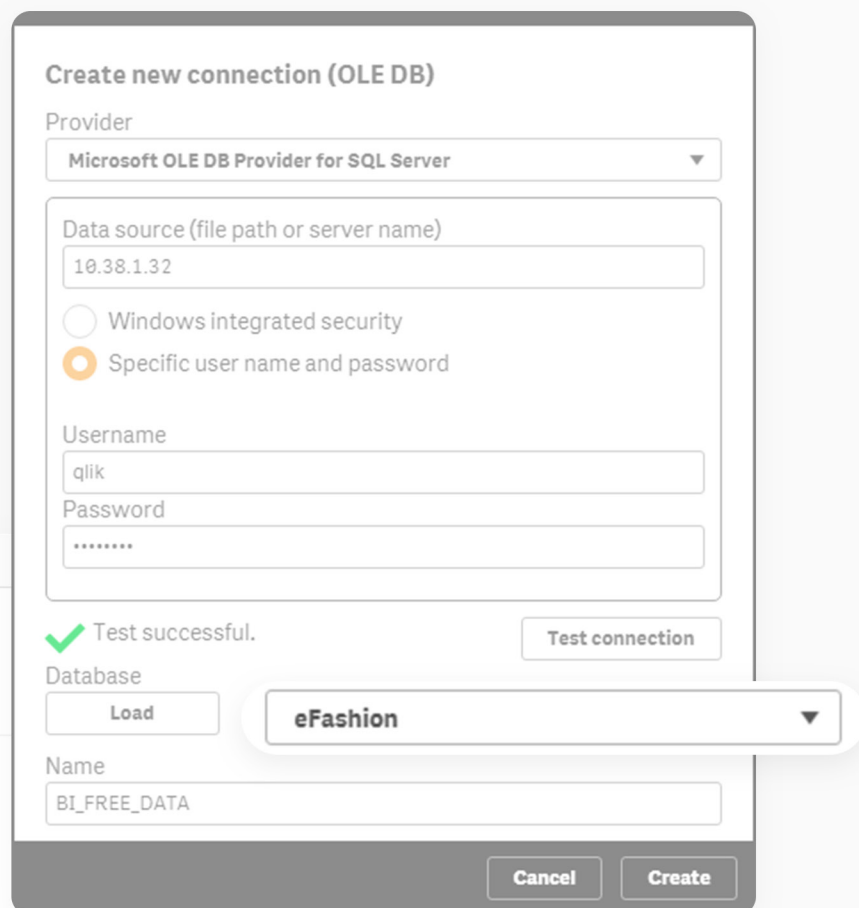 Create new connection (OLE DB)
Provider
Microsoft OLE DB Provider for SQL Server
Data source (file path or server name)
10.38.1.32
Windows integrated security
Specific user name and password
Username
qlik
Password
••••••••
Test successful.
Test connection
Database
Load
eFashion
Name
BI_FREE_DATA
Cancel
Create